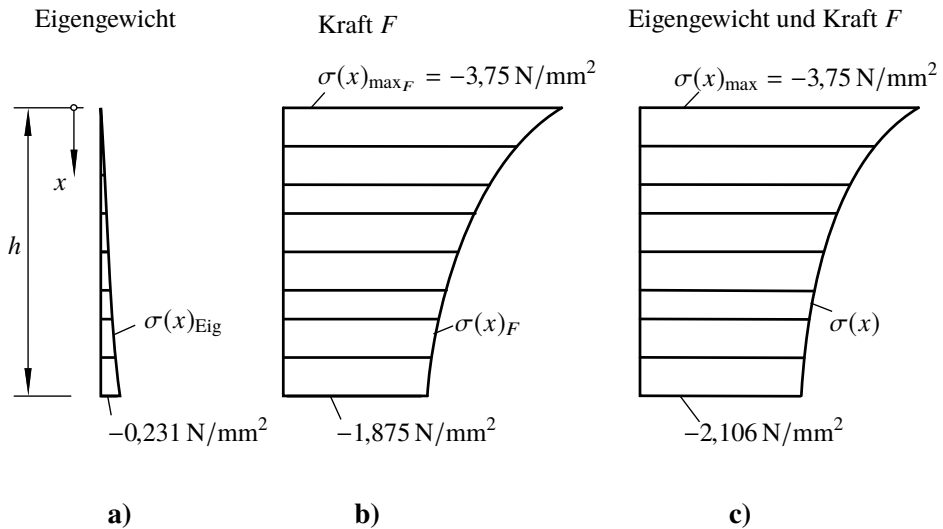 Eigengewicht
Kraft F
Eigengewicht und Kraft F
σ(x)max_F = −3,75 N/mm²
σ(x)max = −3,75 N/mm²
x
h
σ(x)Eig
σ(x)F
σ(x)
−0,231 N/mm²
−1,875 N/mm²
−2,106 N/mm²
a)
b)
c)